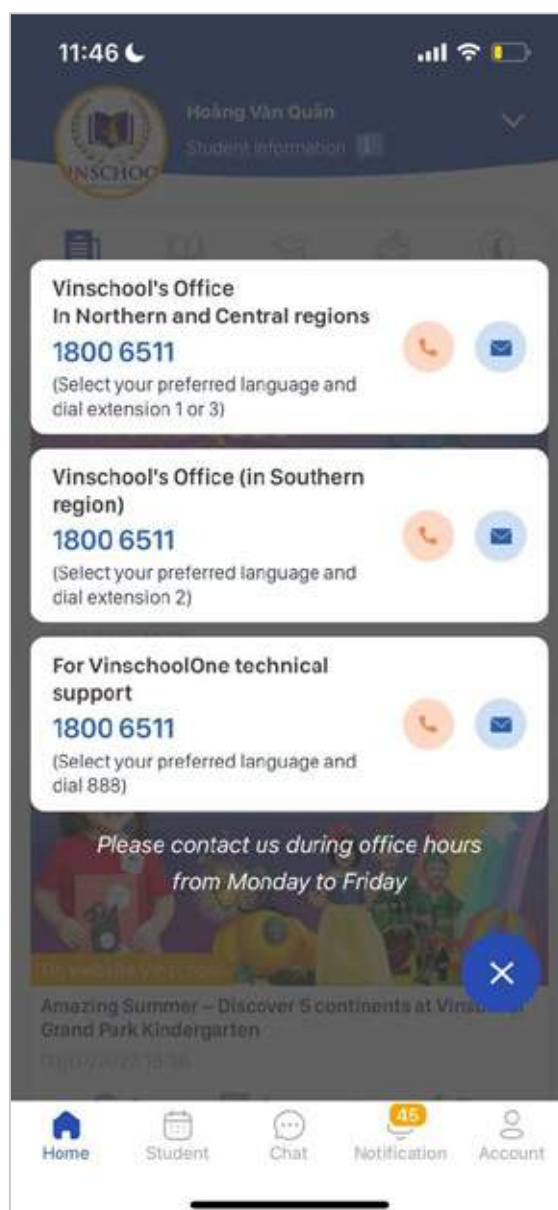 11:46
Hoàng Văn Quân
Student information
INSCHOO
Vinschool's Office
In Northern and Central regions
1800 6511
(Select your preferred language and
dial extension 1 or 3)
Vinschool's Office (in Southern
region)
1800 6511
(Select your preferred language and
dial extension 2)
For VinschoolOne technical
support
1800 6511
(Select your preferred language and
dial 888)
Please contact us during office hours
from Monday to Friday
Amazing Summer – Discover 5 continents at
Grand Park Kindergarten
46
Home
Student
Chat
Notification
Account